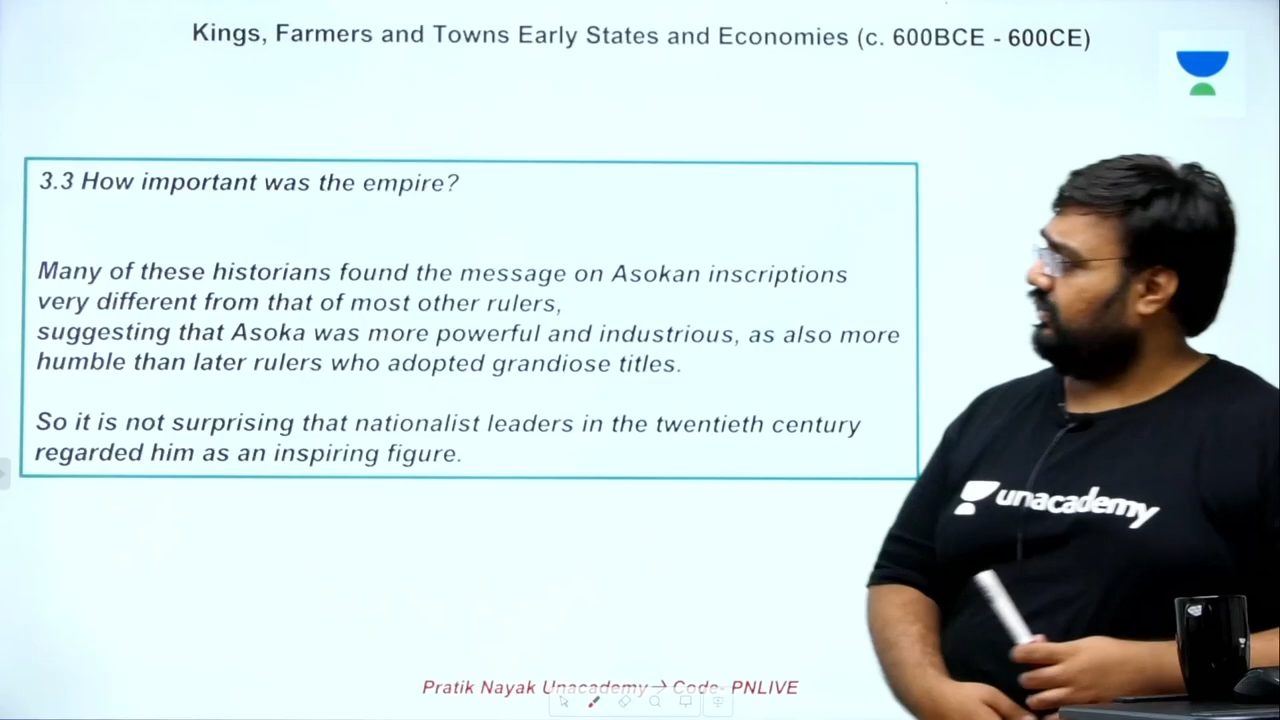 Kings, Farmers and Towns Early States and Economies (c. 600BCE - 600CE)
3.3 How important was the empire?
Many of these historians found the message on Asokan inscriptions
very different from that of most other rulers,
suggesting that Asoka was more powerful and industrious, as also more
humble than later rulers who adopted grandiose titles.
So it is not surprising that nationalist leaders in the twentieth century
regarded him as an inspiring figure.
unacademy
Pratik Nayak Unacademy→ Code- PNLIVE